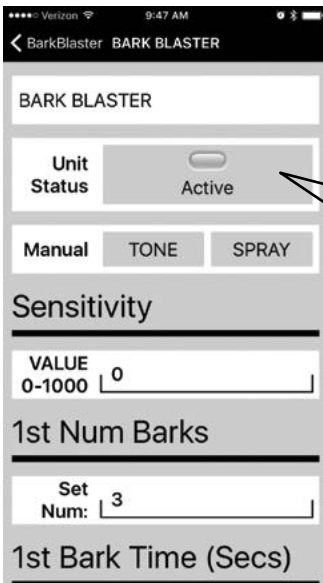 Verizon 9:47 AM
BarkBlaster BARK BLASTER
BARK BLASTER
Unit
Status
Active
Manual TONE SPRAY
Sensitivity
VALUE
0-1000
0
1st Num Barks
Set
Num:
3
1st Bark Time (Secs)